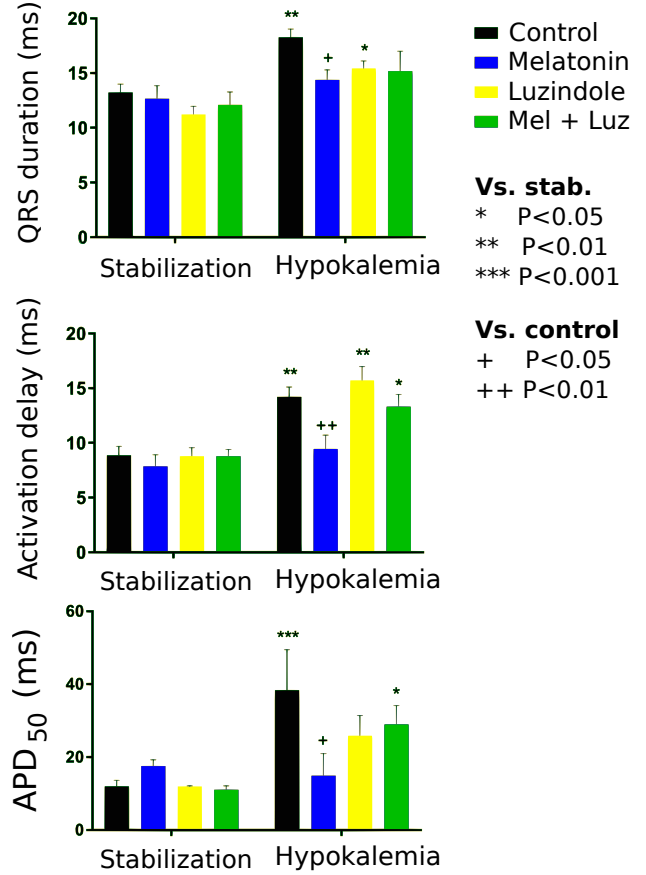 QRS duration (ms)
20
15
10
5
0
**
+
*
Stabilization
Hypokalemia
Control
Melatonin
Luzindole
Mel + Luz
Vs. stab.
* P<0.05
** P<0.01
*** P<0.001
Vs. control
+ P<0.05
++ P<0.01
Activation delay (ms)
20
15
10
5
0
**
++
**
*
Stabilization
Hypokalemia
APD50 (ms)
60
40
20
0
***
+
*
Stabilization
Hypokalemia